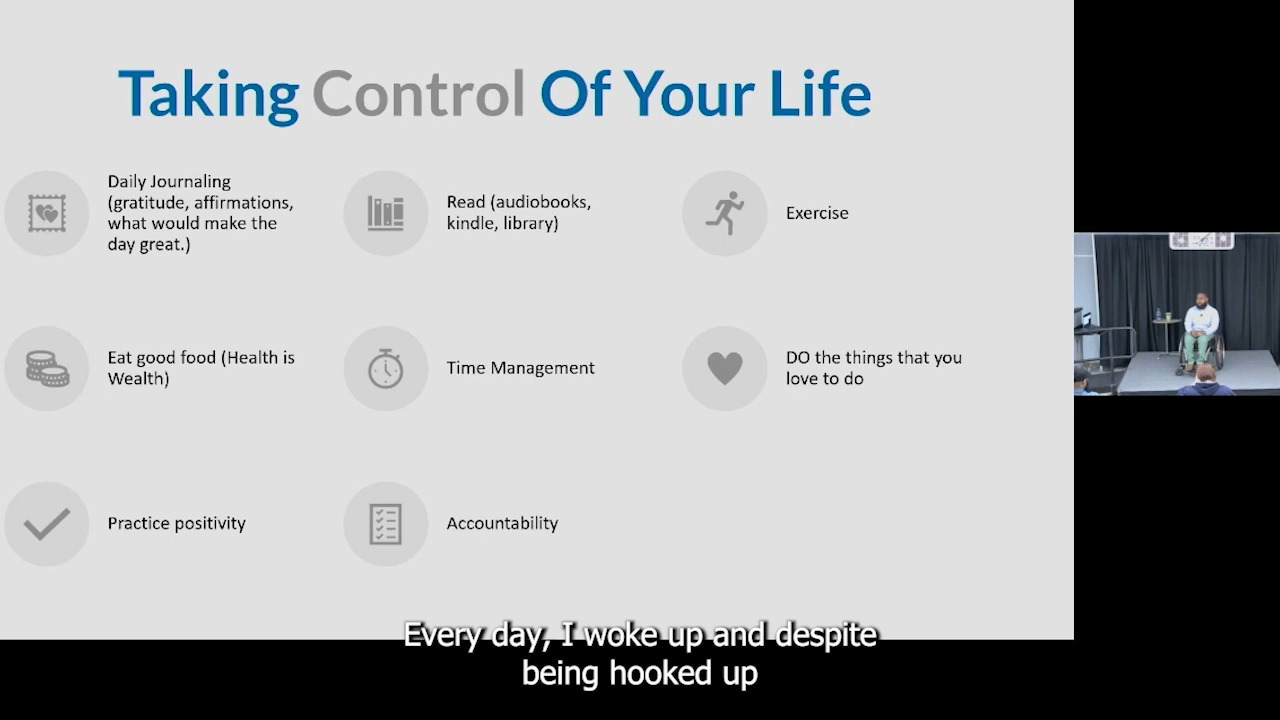 Taking Control Of Your Life
Daily Journaling
(gratitude, affirmations,
what would make the
day great.)
Read (audiobooks,
kindle, library)
Exercise
Eat good food (Health is
Wealth)
Time Management
DO the things that you
love to do
Practice positivity
Accountability
Every day, I woke up and despite
being hooked up